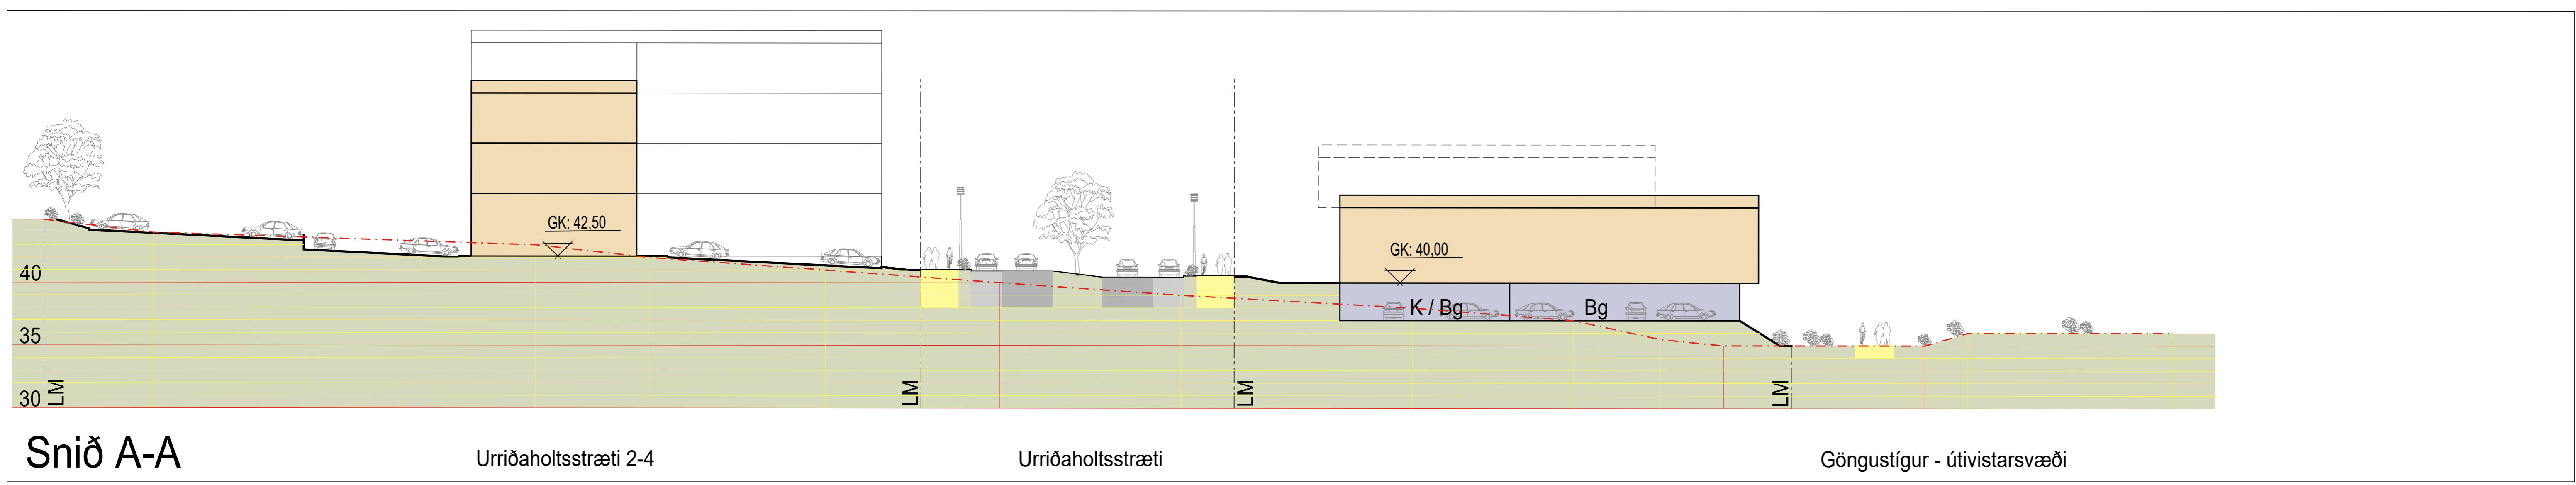 GK: 42,50
GK: 40,00
40
K / Bg
Bg
35
30
LM
LM
LM
LM
Snið A-A
Urriðaholtsstræti 2-4
Urriðaholtsstræti
Göngustígur - útivistarsvæði